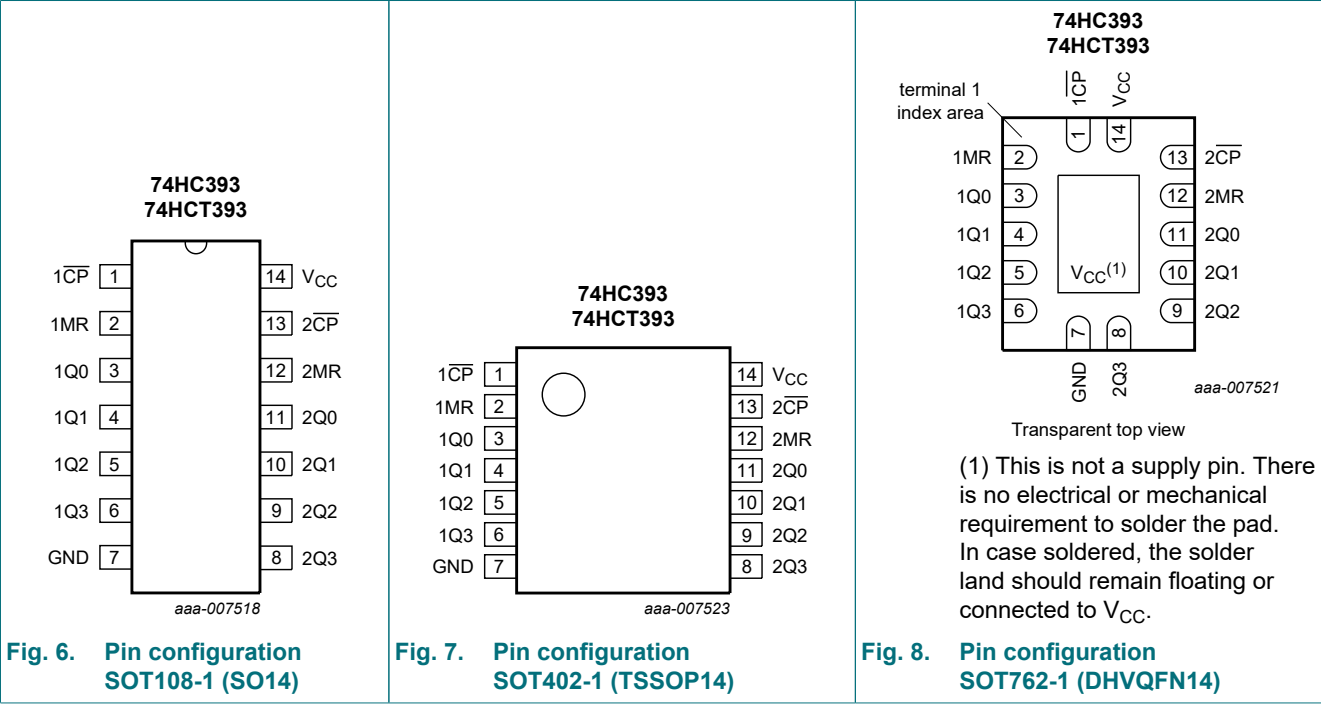 74HC393
74HCT393
1C̅P̅ 1
14 VCC
1MR 2
13 2C̅P̅
1Q0 3
12 2MR
1Q1 4
11 2Q0
1Q2 5
10 2Q1
1Q3 6
9 2Q2
GND 7
8 2Q3
aaa-007518
Fig. 6. Pin configuration
SOT108-1 (SO14)
74HC393
74HCT393
1C̅P̅ 1
14 VCC
1MR 2
13 2C̅P̅
1Q0 3
12 2MR
1Q1 4
11 2Q0
1Q2 5
10 2Q1
1Q3 6
9 2Q2
GND 7
8 2Q3
aaa-007523
Fig. 7. Pin configuration
SOT402-1 (TSSOP14)
74HC393
74HCT393
terminal 1
index area
1̅C̅P̅
VCC
1
14
1MR 2
13 2C̅P̅
1Q0 3
12 2MR
1Q1 4
11 2Q0
1Q2 5
VCC(1)
10 2Q1
1Q3 6
9 2Q2
7
8
GND
2Q3
aaa-007521
Transparent top view
(1) This is not a supply pin. There
is no electrical or mechanical
requirement to solder the pad.
In case soldered, the solder
land should remain floating or
connected to VCC.
Fig. 8. Pin configuration
SOT762-1 (DHVQFN14)